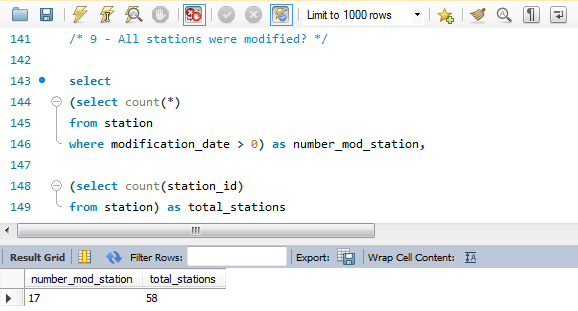 Limit to 1000 rows
141 /* 9 - All stations were modified? */
142
143 select
144 (select count(*)
145 from station
146 where modification_date > 0) as number_mod_station,
147
148 (select count(station_id)
149 from station) as total_stations
Result Grid Filter Rows: Export: Wrap Cell Content: IA
number_mod_station total_stations
17 58